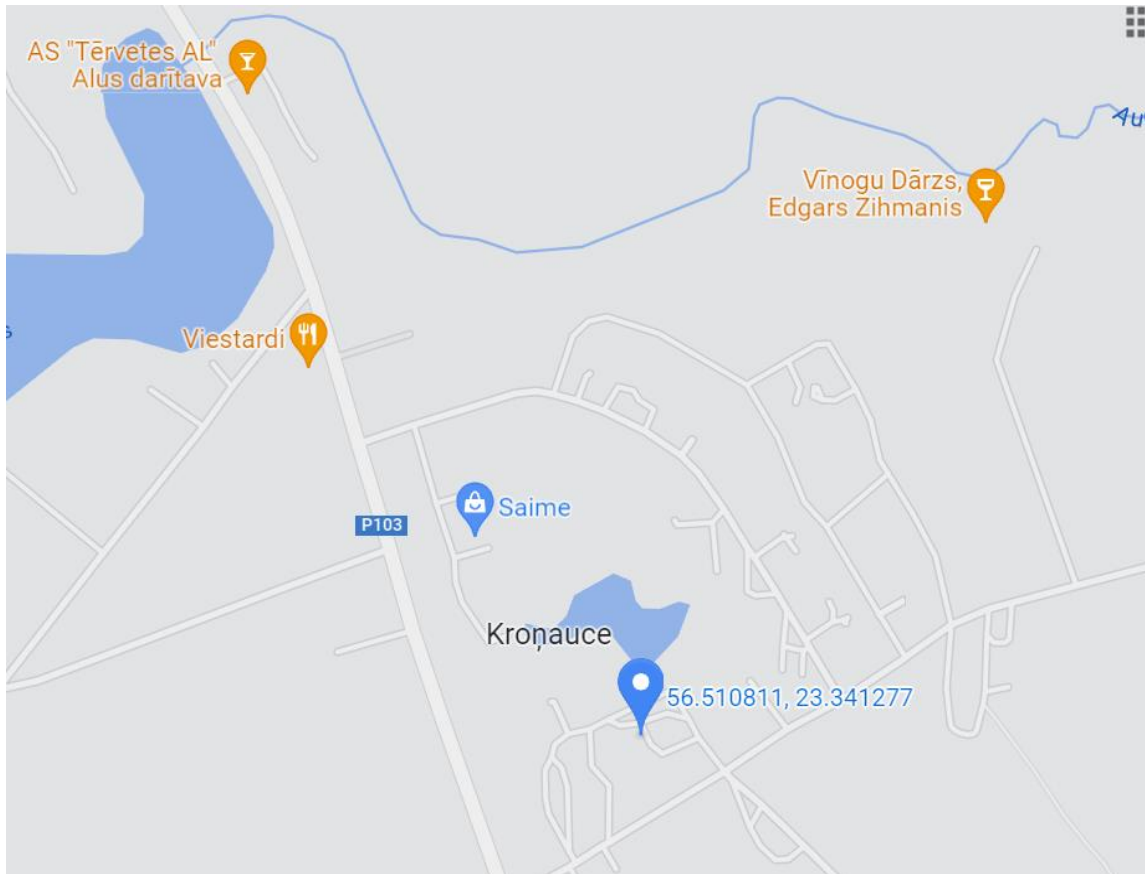 AS "Tērvetes AL"
Alus darītava
Vīnogu Dārzs,
Edgars Zihmanis
Viestardi
Saime
P103
Kroņauce
56.510811, 23.341277